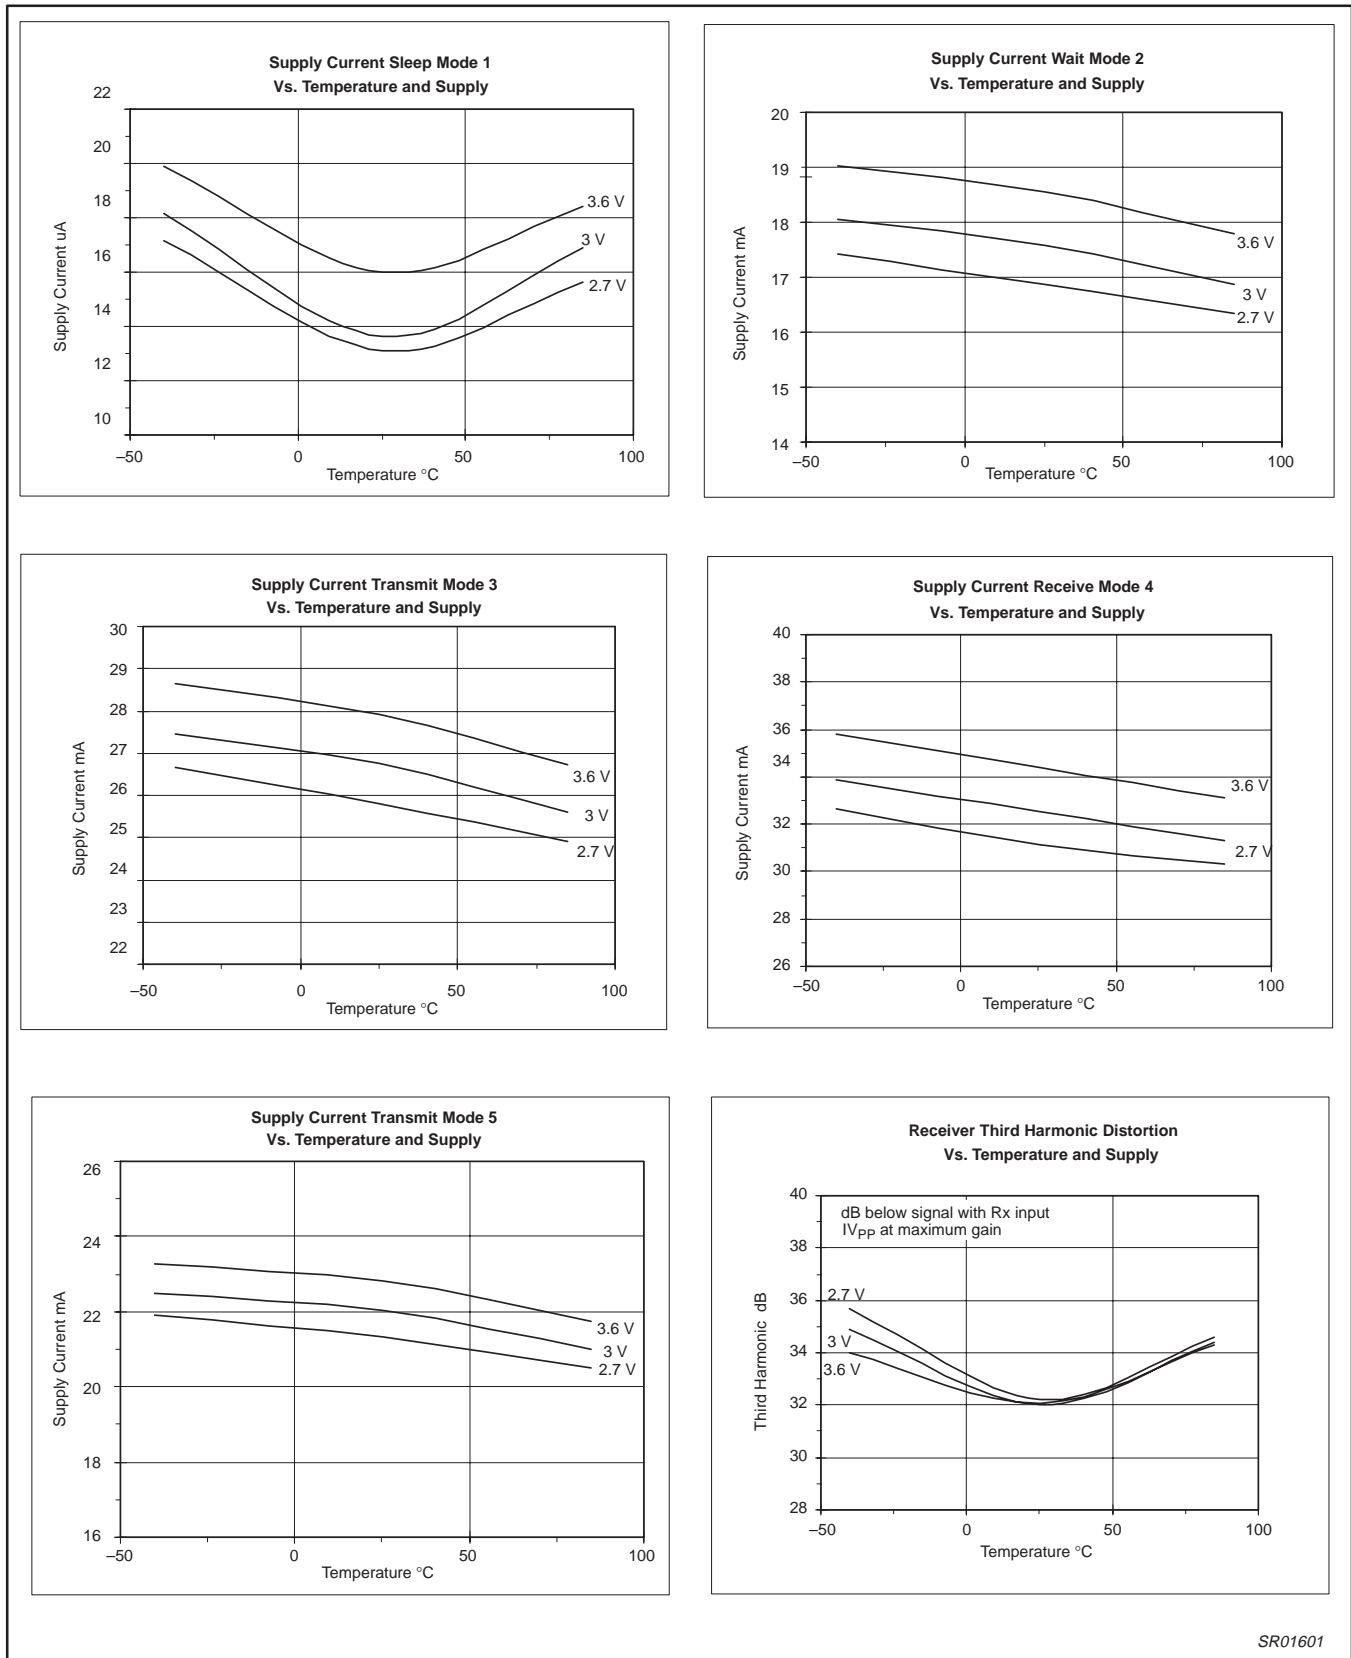 Supply Current Sleep Mode 1
Vs. Temperature and Supply
22
20
18
16
14
12
10
Supply Current uA
3.6 V
3 V
2.7 V
–50
0
50
100
Temperature °C
Supply Current Wait Mode 2
Vs. Temperature and Supply
20
19
18
17
16
15
14
Supply Current mA
3.6 V
3 V
2.7 V
–50
0
50
100
Temperature °C
Supply Current Transmit Mode 3
Vs. Temperature and Supply
30
29
28
27
26
25
24
23
22
Supply Current mA
3.6 V
3 V
2.7 V
–50
0
50
100
Temperature °C
Supply Current Receive Mode 4
Vs. Temperature and Supply
40
38
36
34
32
30
28
26
Supply Current mA
3.6 V
2.7 V
–50
0
50
100
Temperature °C
Supply Current Transmit Mode 5
Vs. Temperature and Supply
26
24
22
20
18
16
Supply Current mA
3.6 V
3 V
2.7 V
–50
0
50
100
Temperature °C
Receiver Third Harmonic Distortion
Vs. Temperature and Supply
40
38
36
34
32
30
28
Third Harmonic dB
dB below signal with Rx input
IVPP at maximum gain
2.7 V
3 V
3.6 V
–50
0
50
100
Temperature °C
SR01601